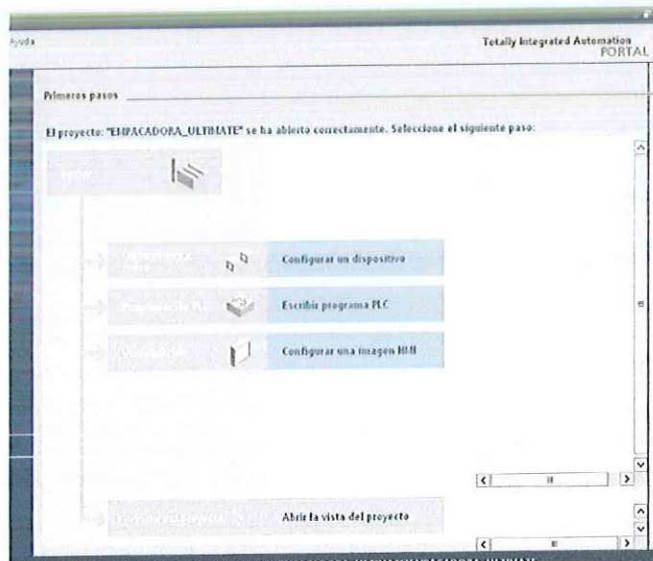 Ayuda
Totally Integrated Automation
PORTAL
Primeros pasos
El proyecto: "EMPACADORA_ULTIMATE" se ha abierto correctamente. Seleccione el siguiente paso:
Configurar un dispositivo
Escribir programa PLC
Configurar una imagen HMI
Abrir la vista del proyecto